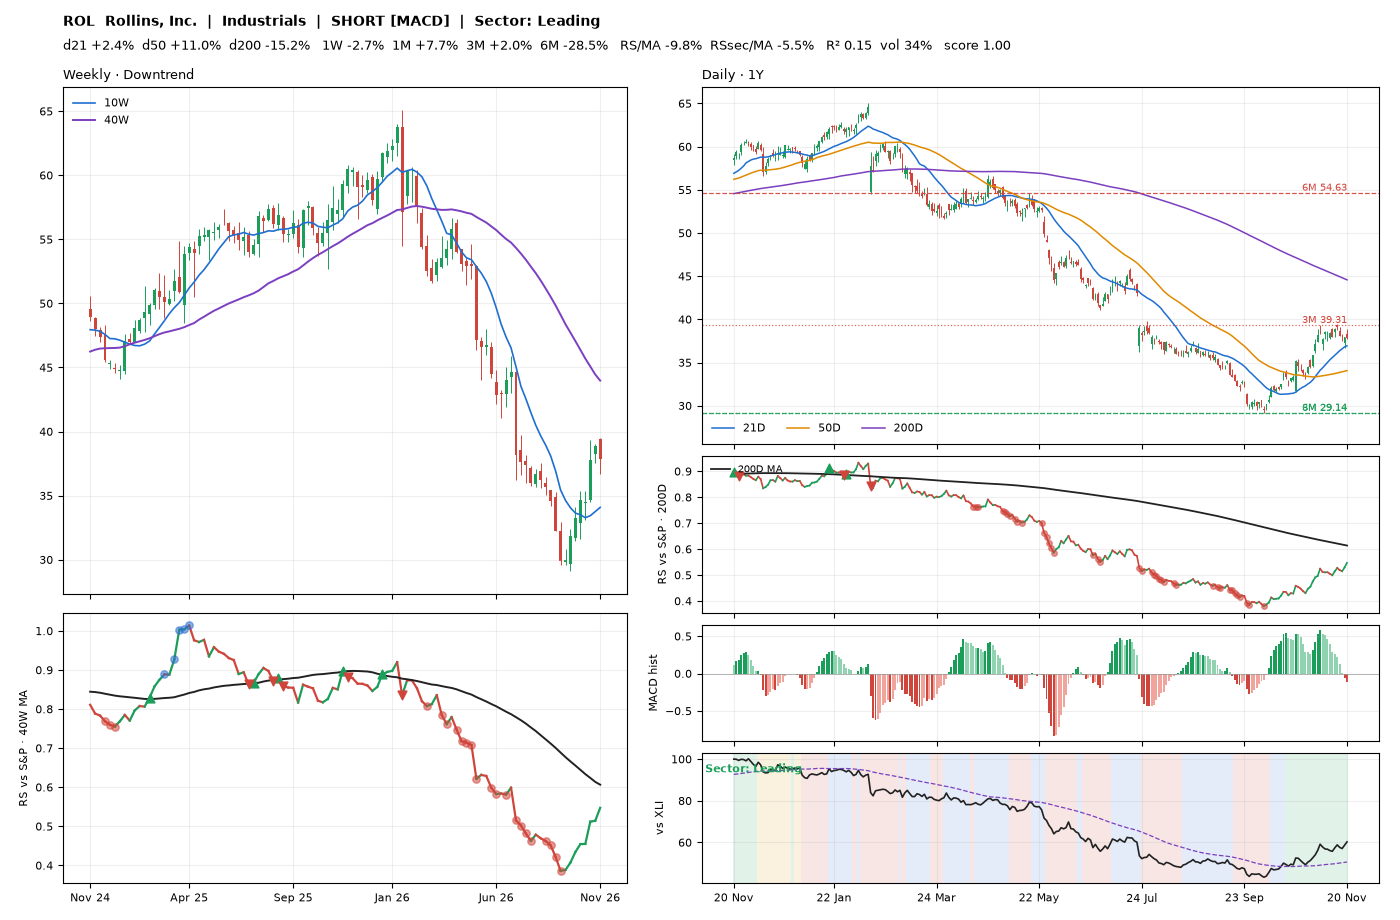 ROL  Rollins, Inc.  |  Industrials  |  SHORT [MACD]  |  Sector: Leading
d21 +2.4%  d50 +11.0%  d200 -15.2%   1W -2.7%  1M +7.7%  3M +2.0%  6M -28.5%   RS/MA -9.8%  RSsec/MA -5.5%   R² 0.15  vol 34%   score 1.00
Weekly · Downtrend
10W
40W
65
60
55
50
45
40
35
30
Daily · 1Y
65
60
55
50
45
40
35
30
6M 54.63
3M 39.31
6M 29.14
21D
50D
200D
RS vs S&P · 40W MA
1.0
0.9
0.8
0.7
0.6
0.5
0.4
Nov 24
Apr 25
Sep 25
Jan 26
Jun 26
Nov 26
RS vs S&P · 200D
0.9
0.8
0.7
0.6
0.5
0.4
200D MA
MACD hist
0.5
0.0
−0.5
vs XLI
100
80
60
Sector: Leading
20 Nov
22 Jan
24 Mar
22 May
24 Jul
23 Sep
20 Nov